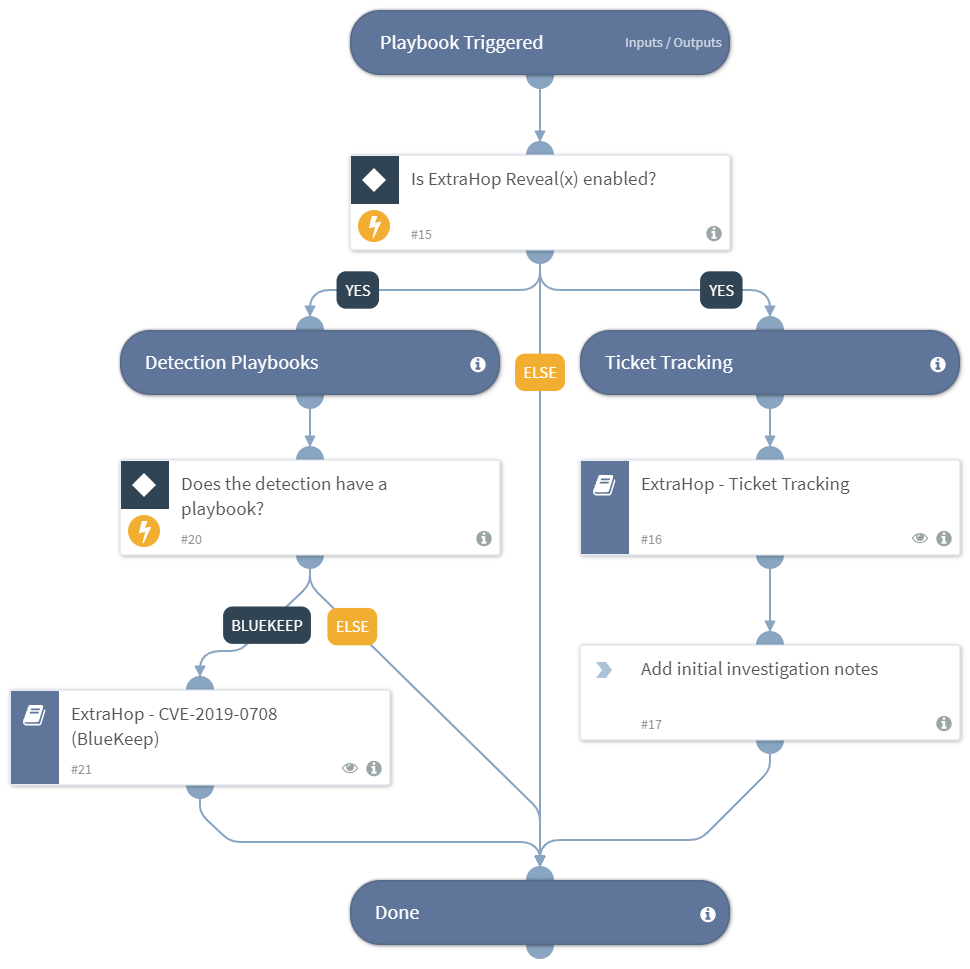 Playbook Triggered
Inputs / Outputs
Is ExtraHop Reveal(x) enabled?
#15
YES
YES
Detection Playbooks
ELSE
Ticket Tracking
Does the detection have a
playbook?
#20
ExtraHop - Ticket Tracking
#16
BLUEKEEP
ELSE
ExtraHop - CVE-2019-0708
(BlueKeep)
#21
Add initial investigation notes
#17
Done